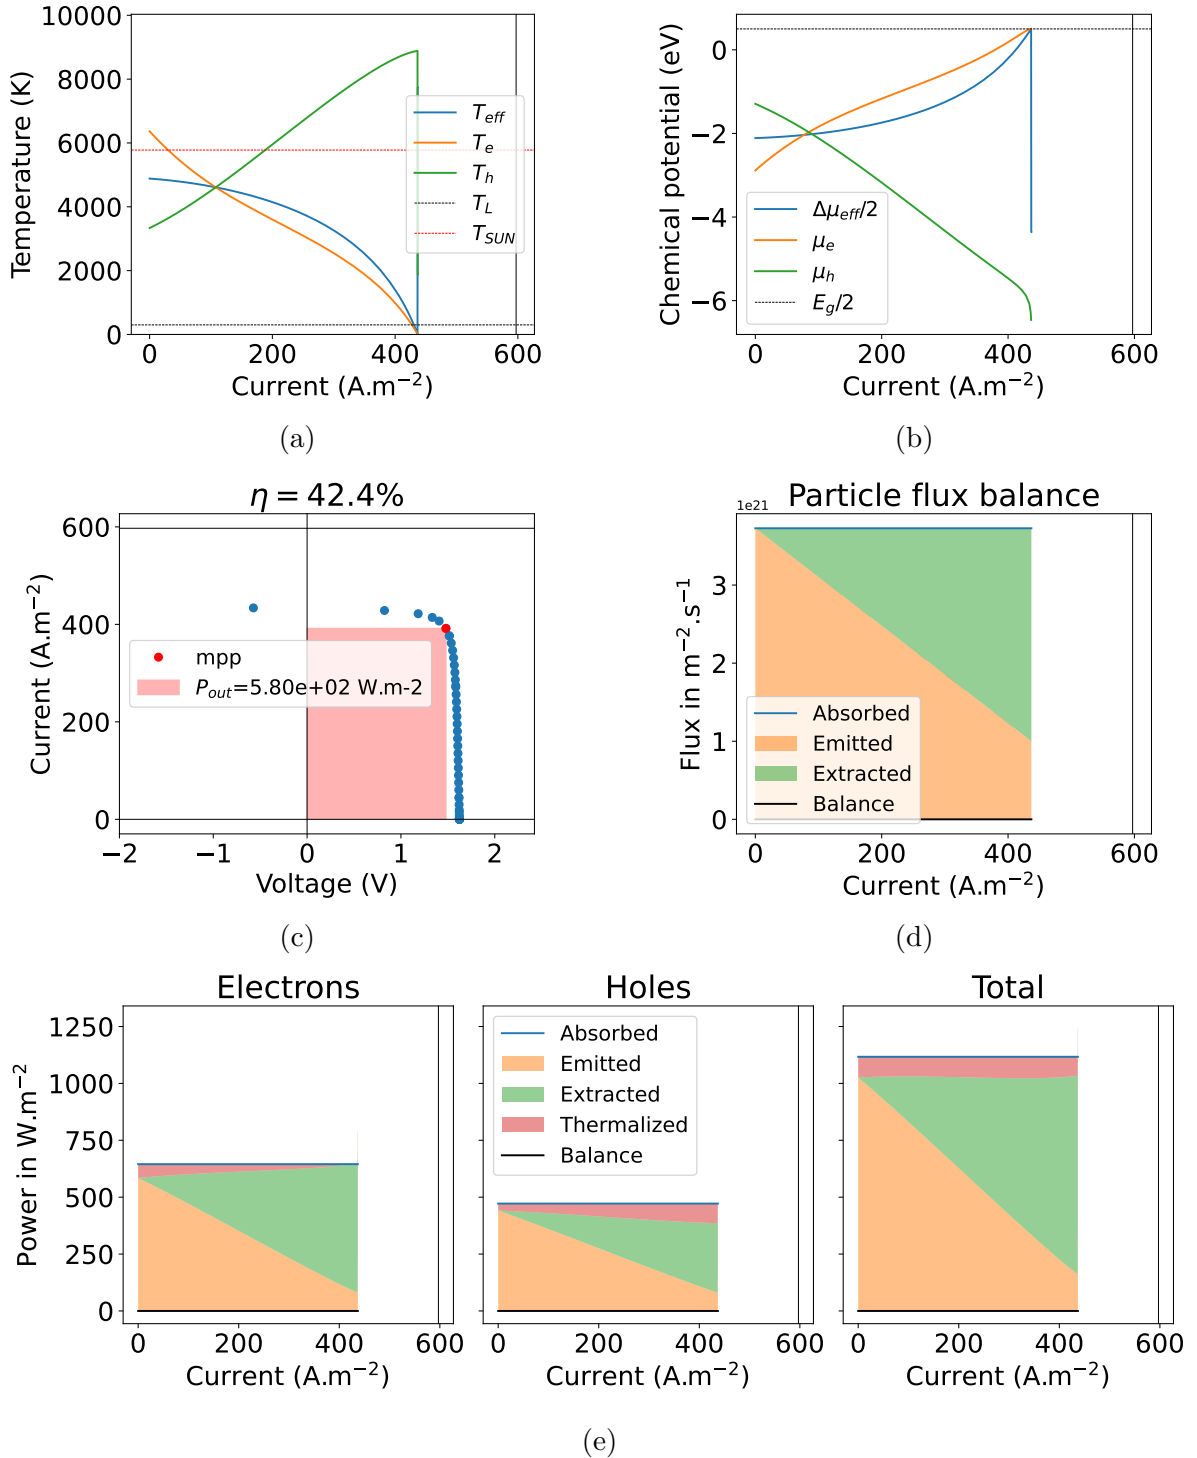 10000
8000
6000
4000
2000
0
Temperature (K)
T_eff
T_e
T_h
T_L
T_SUN
0 200 400 600
Current (A.m⁻²)
(a)
0
−2
−4
−6
Chemical potential (eV)
Δμ_eff/2
μ_e
μ_h
E_g/2
0 200 400 600
Current (A.m⁻²)
(b)
η = 42.4%
600
400
200
0
Current (A.m⁻²)
mpp
P_out=5.80e+02 W.m-2
−2 −1 0 1 2
Voltage (V)
(c)
Particle flux balance
1e21
3
2
1
0
Flux in m⁻².s⁻¹
Absorbed
Emitted
Extracted
Balance
0 200 400 600
Current (A.m⁻²)
(d)
Electrons
1250
1000
750
500
250
0
Power in W.m⁻²
0 200 400 600
Current (A.m⁻²)
Holes
Absorbed
Emitted
Extracted
Thermalized
Balance
0 200 400 600
Current (A.m⁻²)
Total
0 200 400 600
Current (A.m⁻²)
(e)